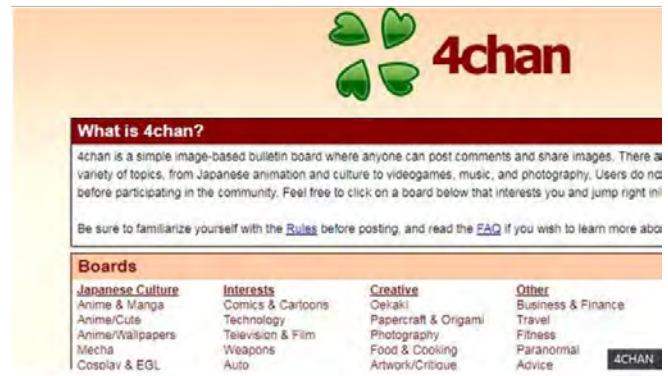 4chan
What is 4chan?
4chan is a simple image-based bulletin board where anyone can post comments and share images. There
variety of topics, from Japanese animation and culture to videogames, music, and photography. Users do
before participating in the community. Feel free to click on a board below that interests you and jump right
Be sure to familiarize yourself with the Rules before posting, and read the FAQ if you wish to learn more
Boards
Japanese Culture Interests Creative Other
Anime & Manga Comics & Cartoons Oekaki Business & Finance
Anime/Cute Technology Papercraft & Origami Travel
Anime/Wallpapers Television & Film Photography Fitness
Mecha Weapons Food & Cooking Paranormal
Cosplay & EGL Auto Artwork/Critique Advice
4CHAN